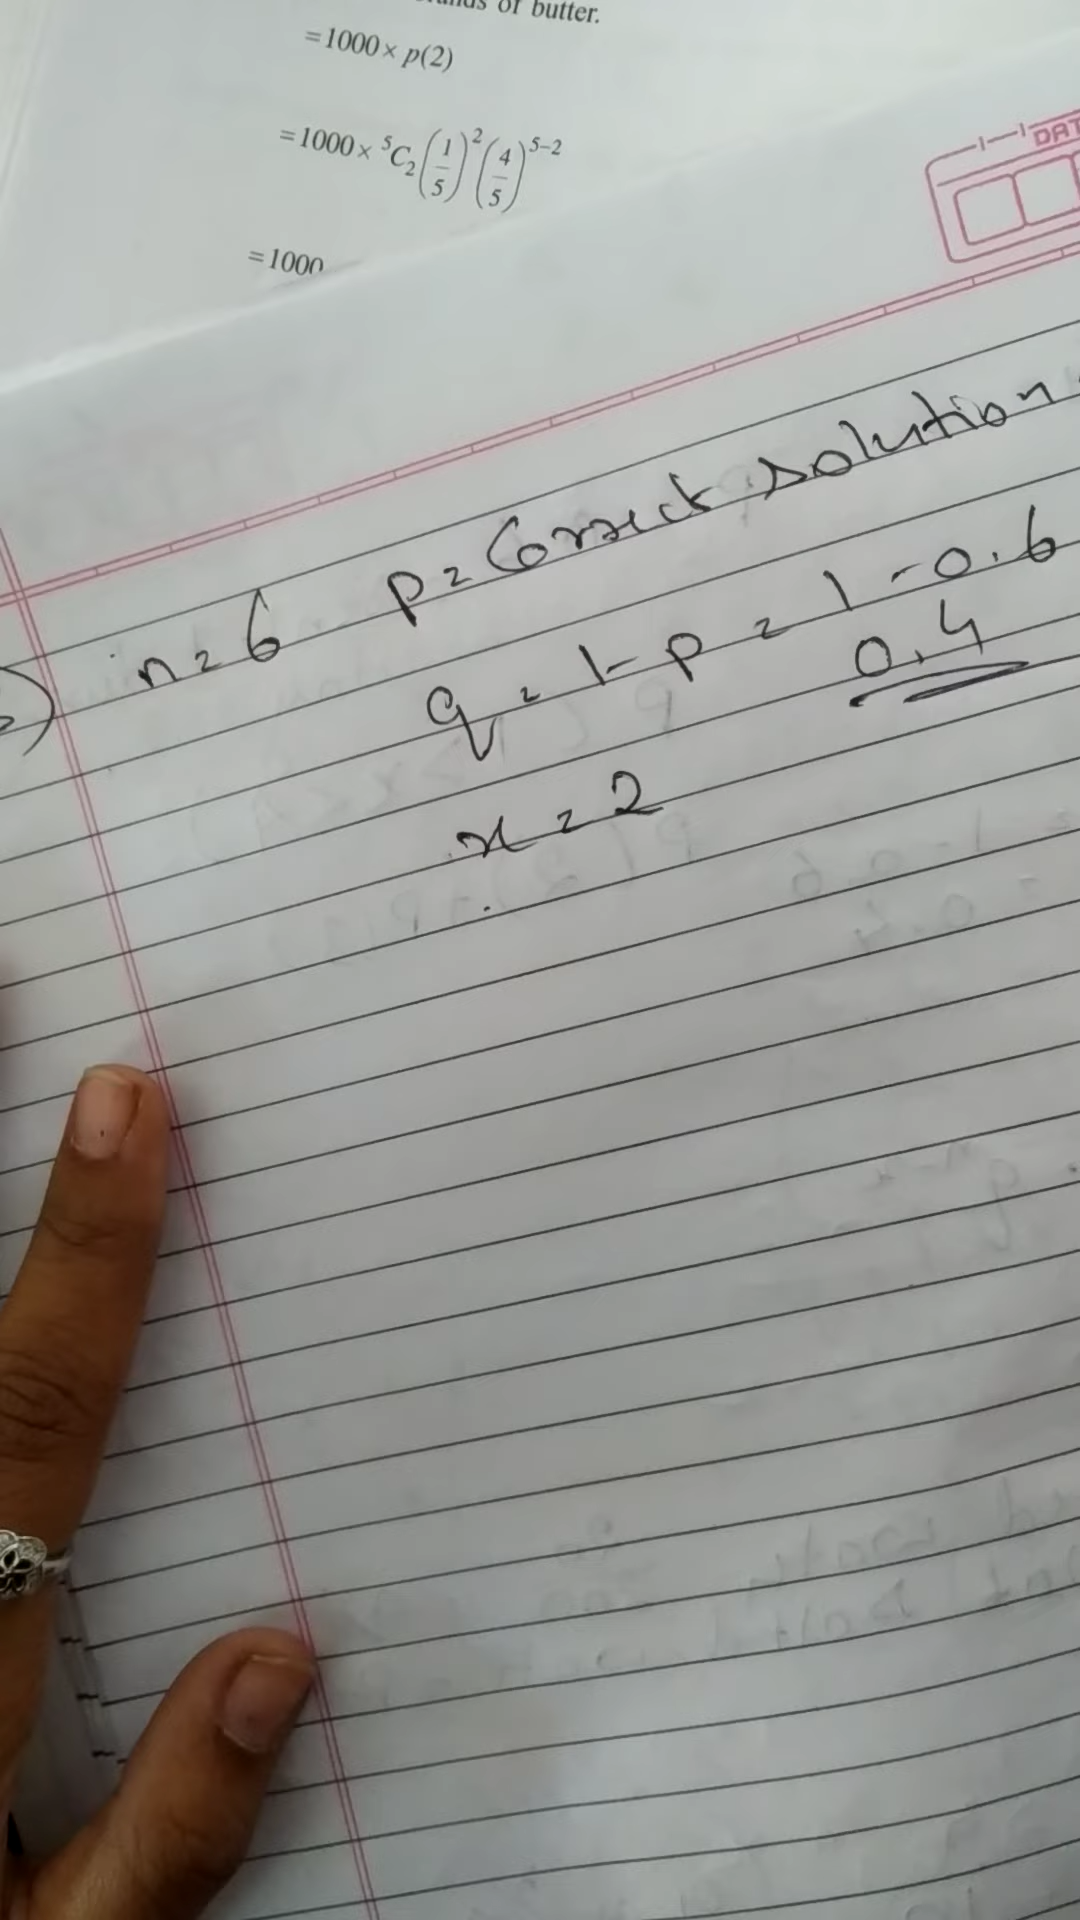 of butter.
=1000× p(2)
=1000× ⁵C₂(1/5)²(4/5)⁵⁻²
=1000
DAT
n = 6 p = Correct solution
q = 1 - p = 1 - 0.6
0.4
x = 2